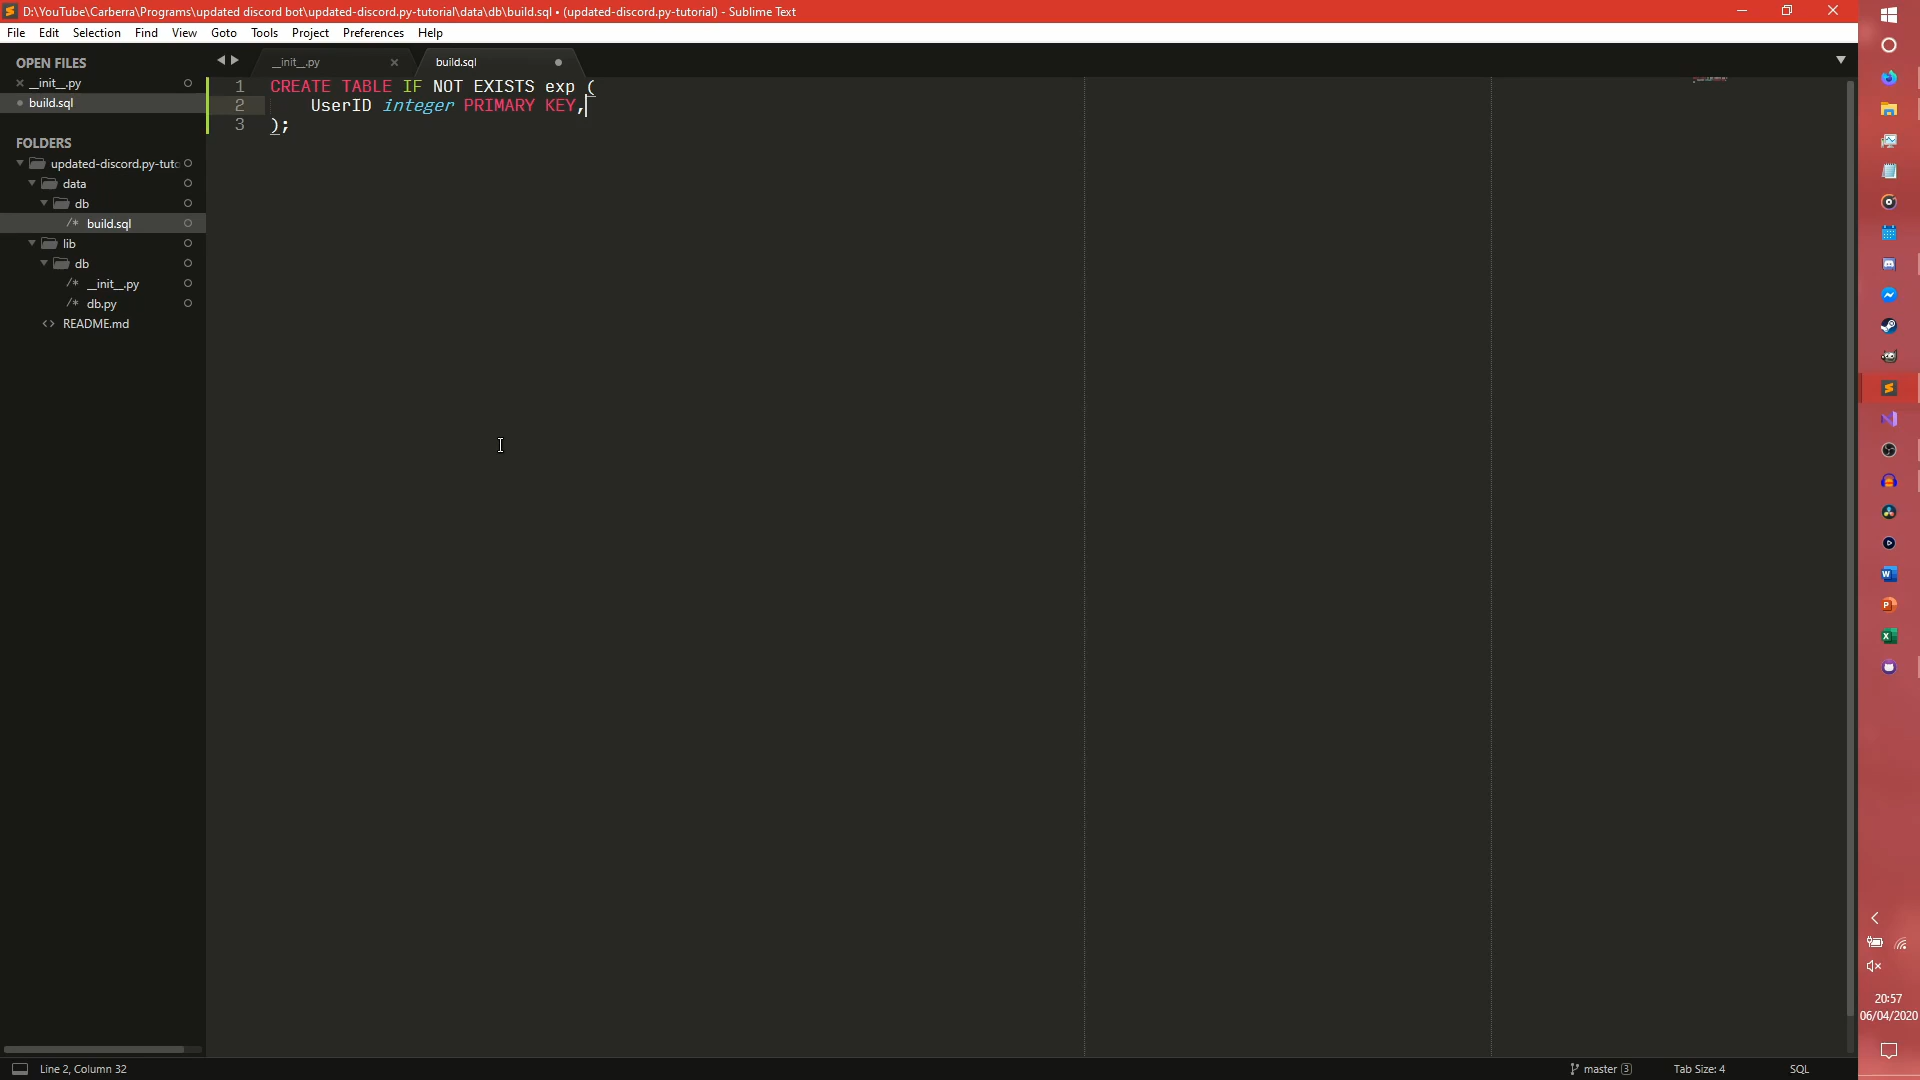 D:\YouTube\Carberra\Programs\updated discord bot\updated-discord.py-tutorial\data\db\build.sql • (updated-discord.py-tutorial) - Sublime Text
File Edit Selection Find View Goto Tools Project Preferences Help
OPEN FILES
__init__.py
build.sql
FOLDERS
updated-discord.py-tuto
data
db
build.sql
lib
db
__init__.py
db.py
README.md
__init__.py
build.sql
1 CREATE TABLE IF NOT EXISTS exp (
2 UserID integer PRIMARY KEY,
3 );
Line 2, Column 32
master 3
Tab Size: 4
SQL
20:57
06/04/2020